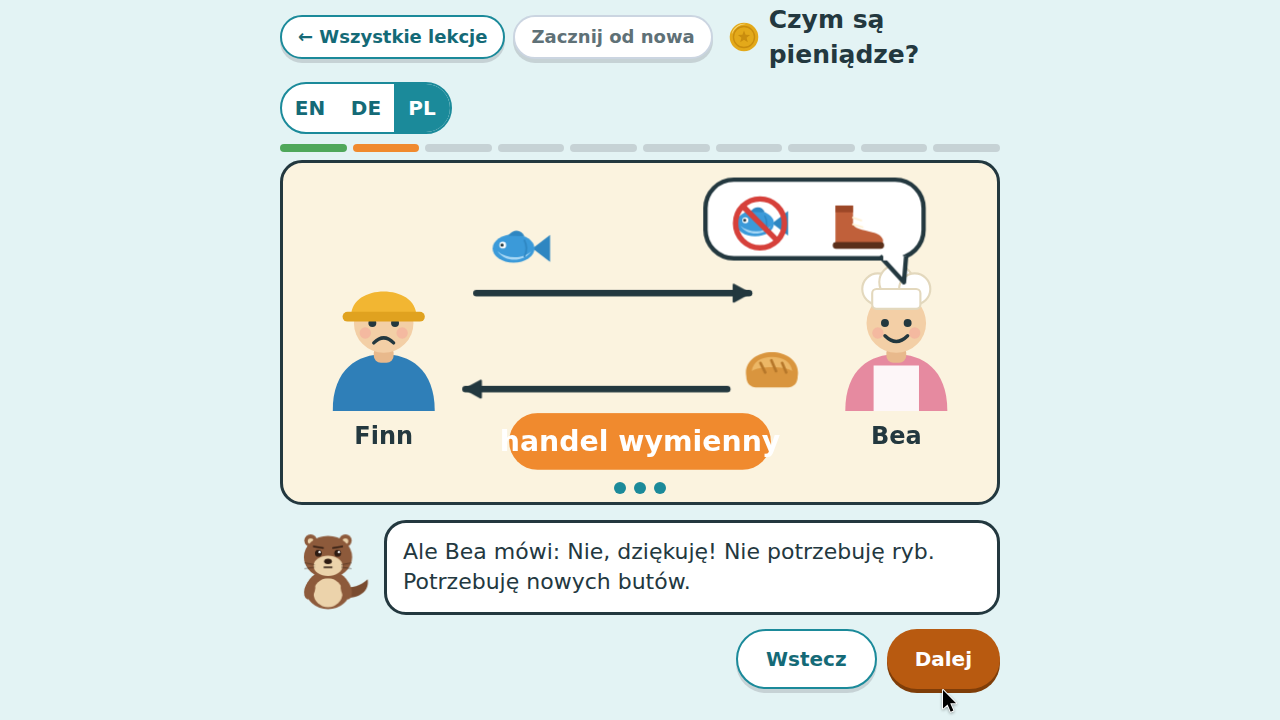 ← Wszystkie lekcje
Zacznij od nowa
Czym są
pieniądze?
EN DE PL
Finn
Bea
handel wymienny
Ale Bea mówi: Nie, dziękuję! Nie potrzebuję ryb.
Potrzebuję nowych butów.
Wstecz
Dalej